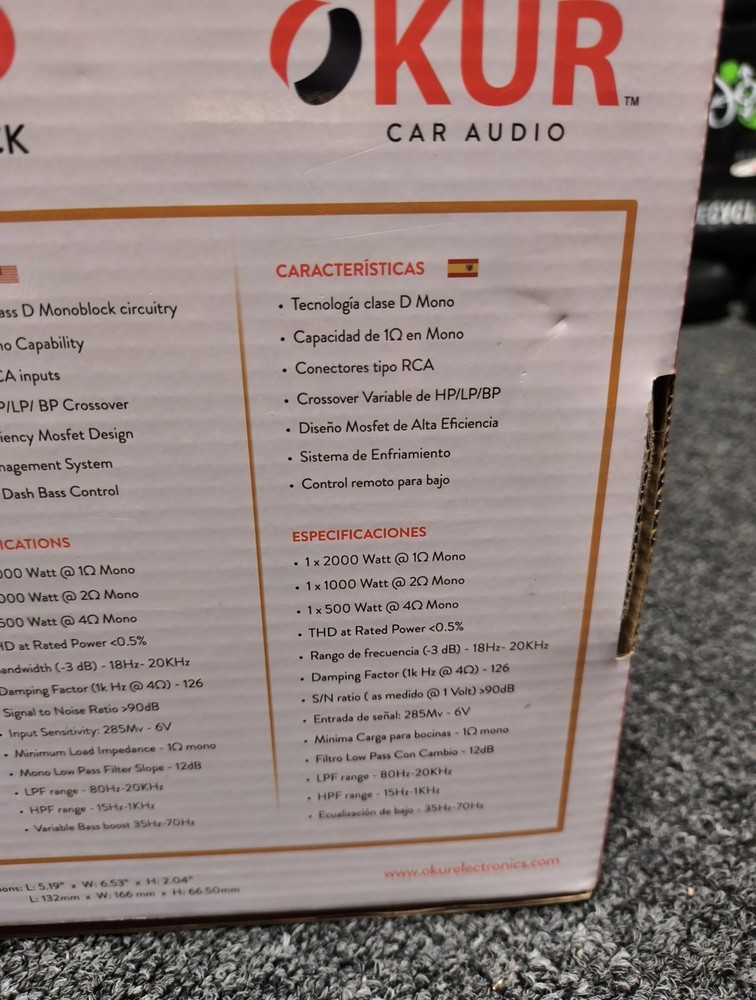 OKUR
TM
CAR AUDIO
CK
ass D Monoblock circuitry
no Capability
CA inputs
P/LP/ BP Crossover
iency Mosfet Design
nagement System
Dash Bass Control
ICATIONS
000 Watt @ 1Ω Mono
000 Watt @ 2Ω Mono
500 Watt @ 4Ω Mono
HD at Rated Power <0.5%
andwidth (-3 dB) - 18Hz- 20KHz
Damping Factor (1k Hz @ 4Ω) - 126
Signal to Noise Ratio >90dB
• Input Sensitivity: 285Mv - 6V
• Minimum Load Impedance - 1Ω mono
• Mono Low Pass Filter Slope - 12dB
• LPF range - 80Hz-20KHz
• HPF range - 15Hz-1KHz
• Variable Bass boost 35Hz-70Hz
CARACTERÍSTICAS
• Tecnología clase D Mono
• Capacidad de 1Ω en Mono
• Conectores tipo RCA
• Crossover Variable de HP/LP/BP
• Diseño Mosfet de Alta Eficiencia
• Sistema de Enfriamiento
• Control remoto para bajo
ESPECIFICACIONES
• 1 x 2000 Watt @ 1Ω Mono
• 1 x 1000 Watt @ 2Ω Mono
• 1 x 500 Watt @ 4Ω Mono
• THD at Rated Power <0.5%
• Rango de frecuencia (-3 dB) - 18Hz- 20KHz
• Damping Factor (1k Hz @ 4Ω) - 126
• S/N ratio ( as medido @ 1 Volt) >90dB
• Entrada de señal: 285Mv - 6V
• Minima Carga para bocinas - 1Ω mono
• Filtro Low Pass Con Cambio - 12dB
• LPF range - 80Hz-20KHz
• HPF range - 15Hz-1KHz
• Ecualización de bajo - 35Hz-70Hz
ons: L: 5.19" x W: 6.53" x H: 2.04"
L: 132mm x W: 166 mm x H: 66.50mm
www.okurelectronics.com